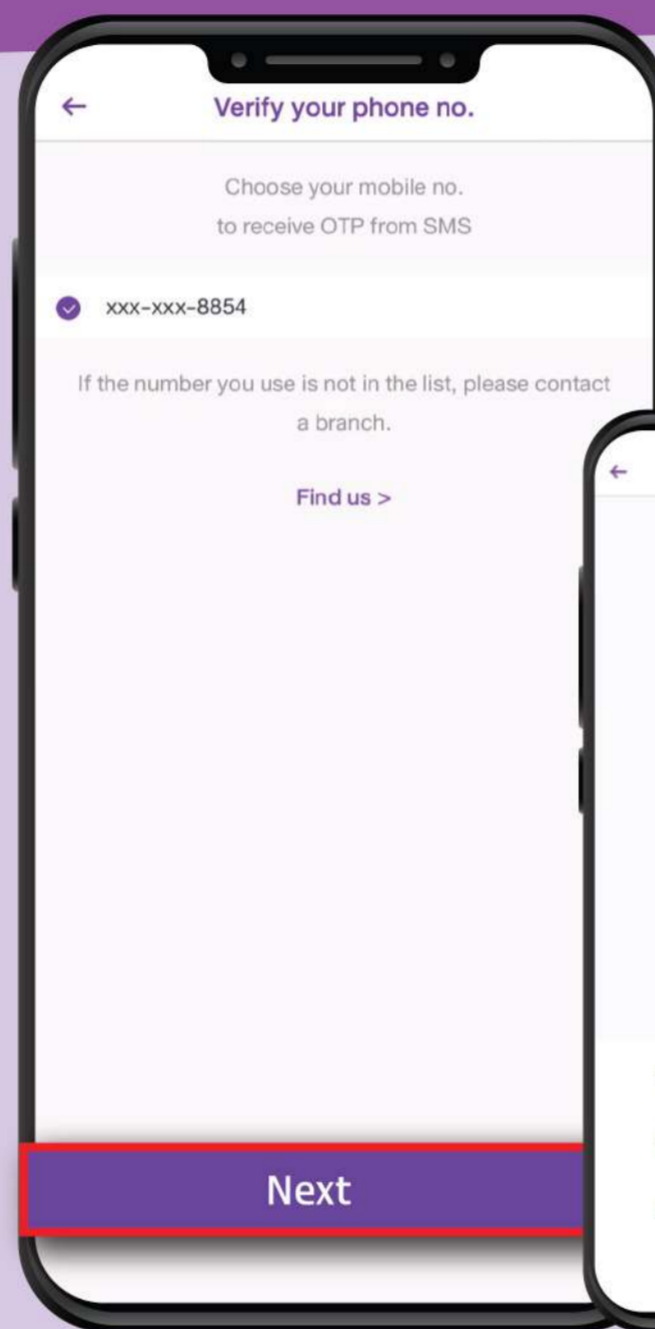 Verify your phone no.
Choose your mobile no.
to receive OTP from SMS
xxx-xxx-8854
If the number you use is not in the list, please contact
a branch.
Find us >
Next